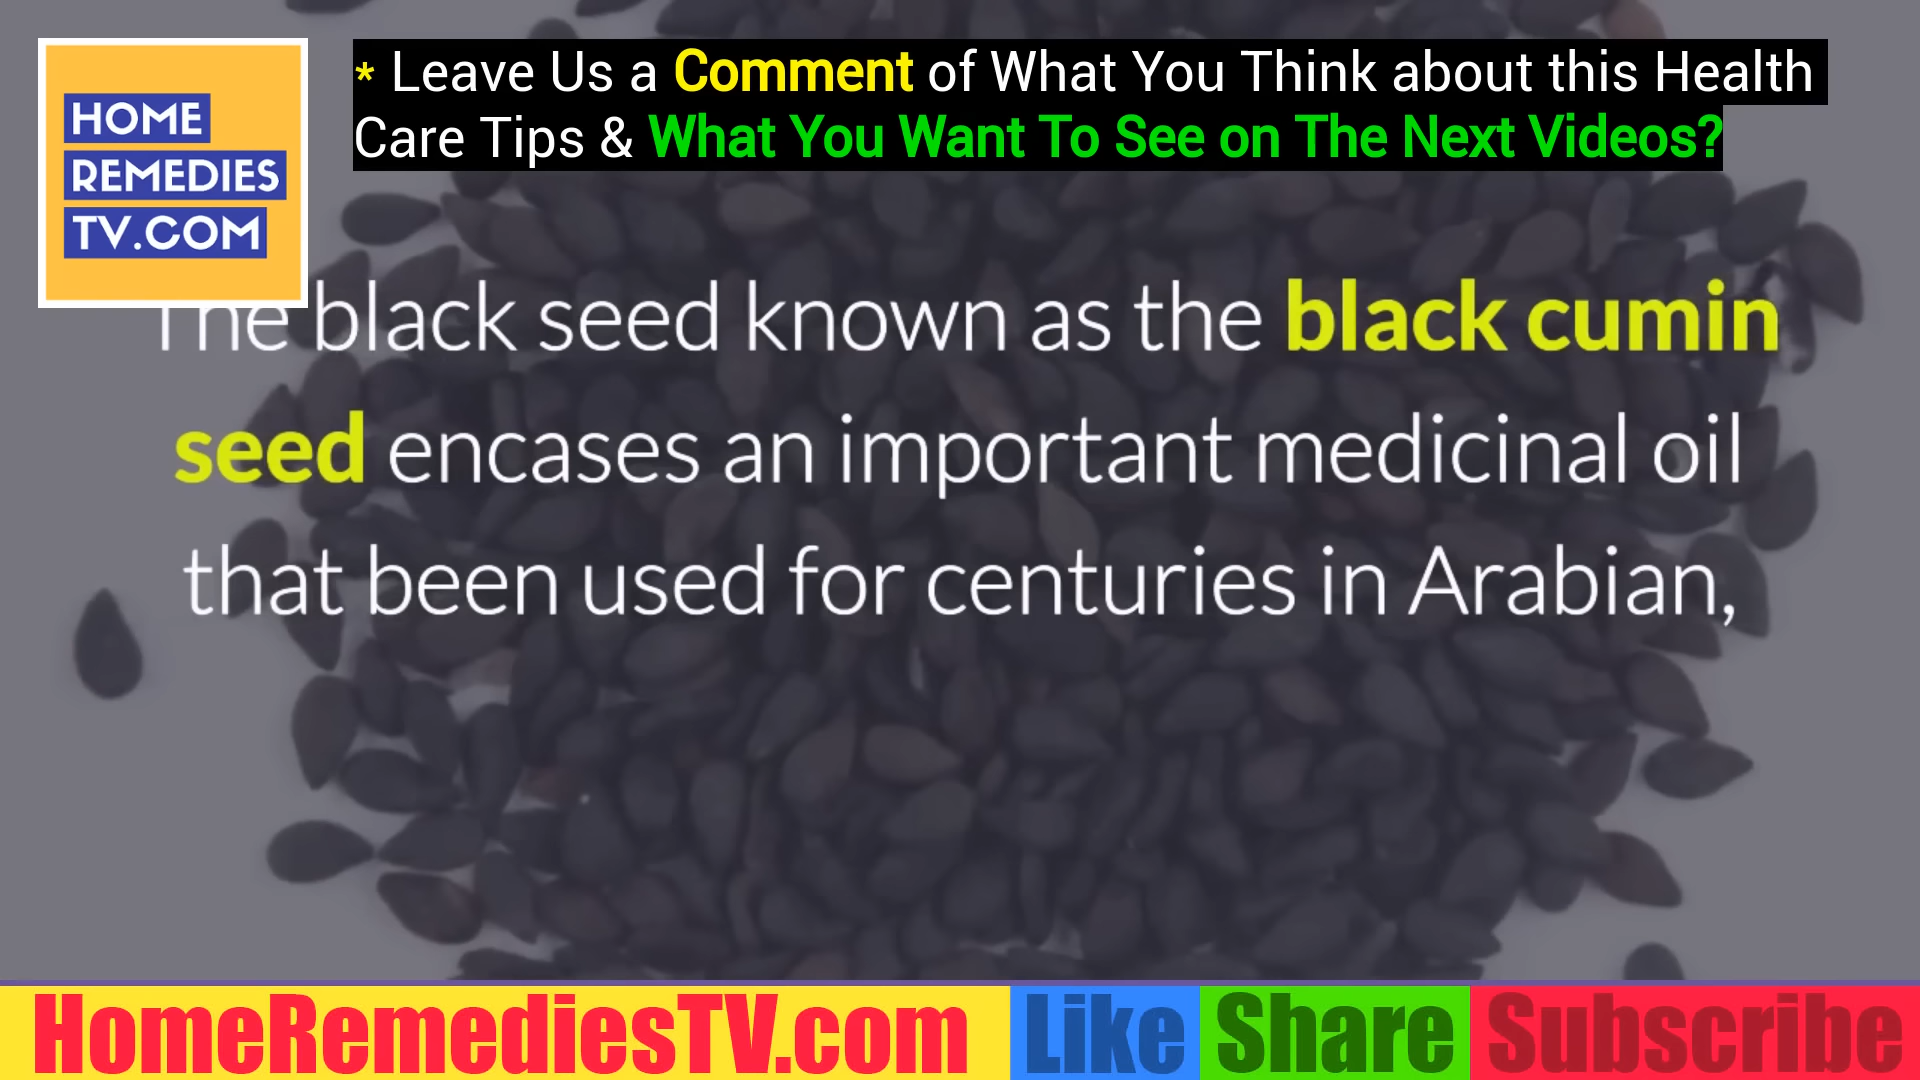 HOME
REMEDIES
TV.COM
* Leave Us a Comment of What You Think about this Health
Care Tips & What You Want To See on The Next Videos?
The black seed known as the black cumin
seed encases an important medicinal oil
that been used for centuries in Arabian,
HomeRemediesTV.com Like Share Subscribe